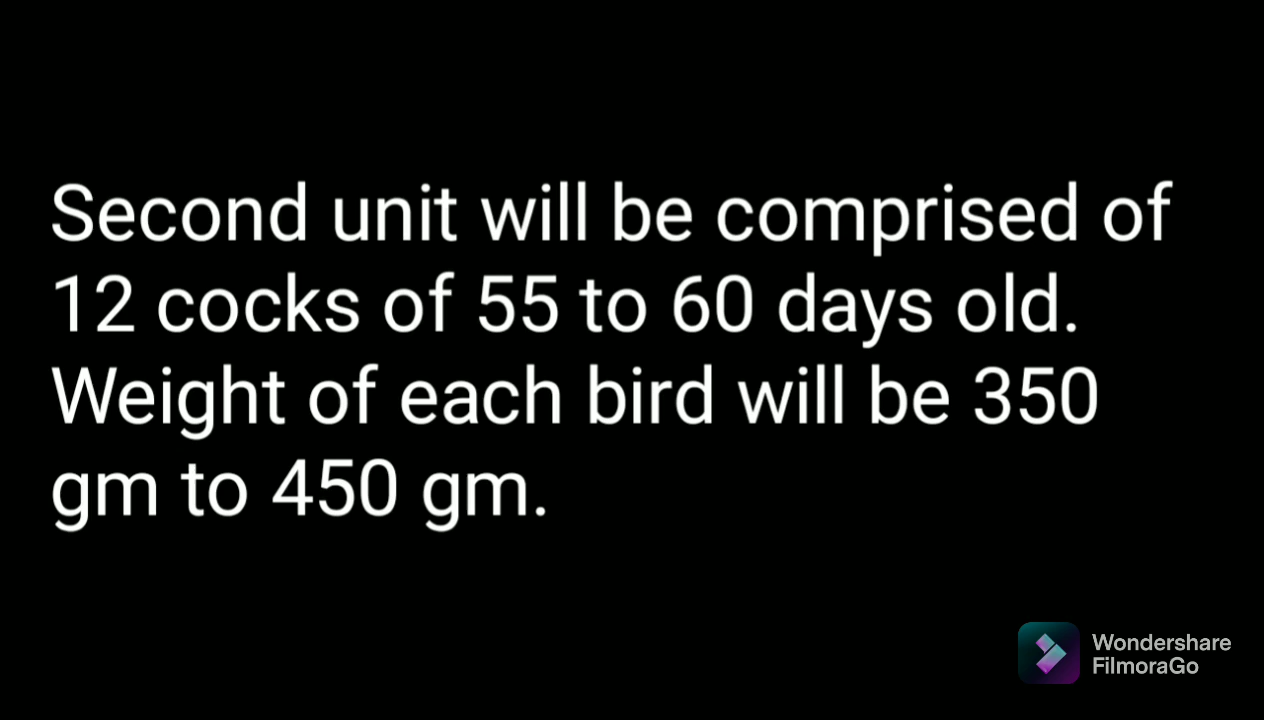 Second unit will be comprised of
12 cocks of 55 to 60 days old.
Weight of each bird will be 350
gm to 450 gm.
Wondershare
FilmoraGo